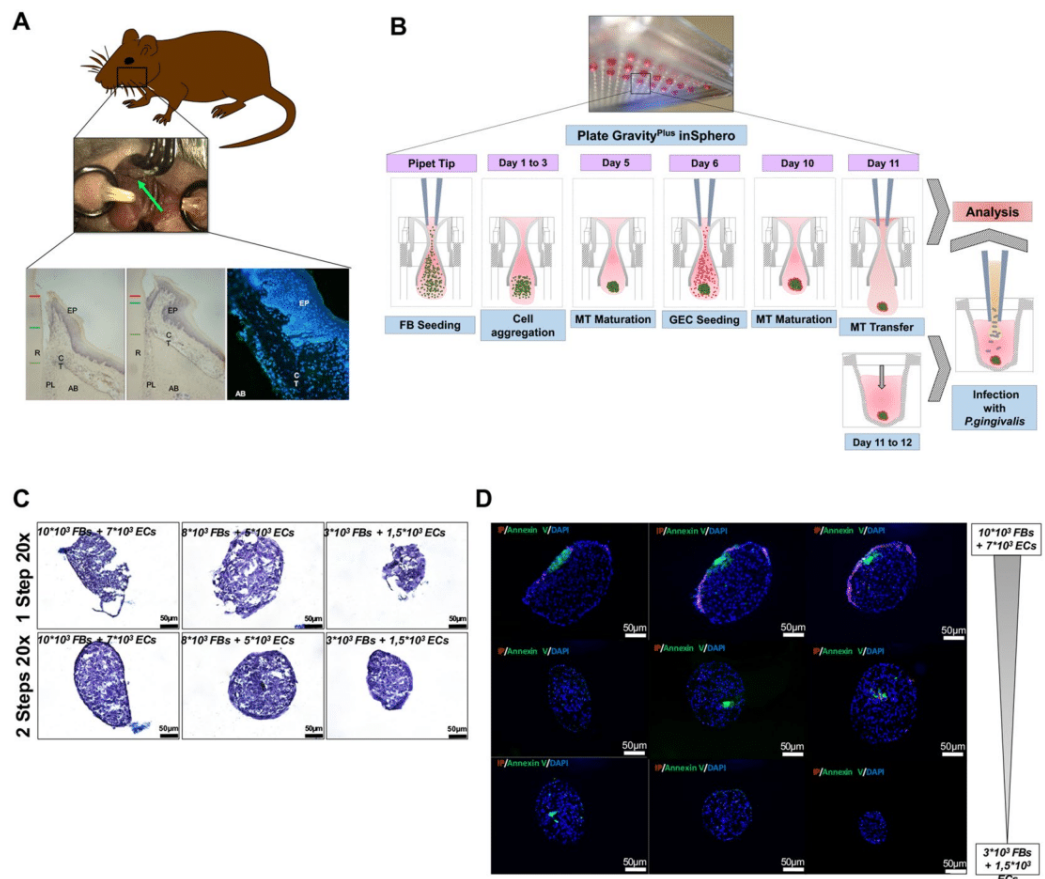 A
EP
R
C
T
PL
AB
EP
R
C
T
PL
AB
EP
C
T
AB
B
Plate GravityPlus inSphero
Pipet Tip
Day 1 to 3
Day 5
Day 6
Day 10
Day 11
FB Seeding
Cell
aggregation
MT Maturation
GEC Seeding
MT Maturation
MT Transfer
Day 11 to 12
Analysis
Infection
with
P.gingivalis
C
1 Step 20x
10*10³ FBs + 7*10³ ECs
50µm
8*10³ FBs + 5*10³ ECs
50µm
3*10³ FBs + 1,5*10³ ECs
50µm
2 Steps 20x
10*10³ FBs + 7*10³ ECs
50µm
8*10³ FBs + 5*10³ ECs
50µm
3*10³ FBs + 1,5*10³ ECs
50µm
D
IP/Annexin V/DAPI
50µm
IP/Annexin V/DAPI
50µm
IP/Annexin V/DAPI
50µm
IP/Annexin V/DAPI
50µm
IP/Annexin V/DAPI
50µm
IP/Annexin V/DAPI
50µm
IP/Annexin V/DAPI
50µm
IP/Annexin V/DAPI
50µm
IP/Annexin V/DAPI
50µm
10*10³ FBs
+ 7*10³ ECs
3*10³ FBs
+ 1,5*10³
ECs